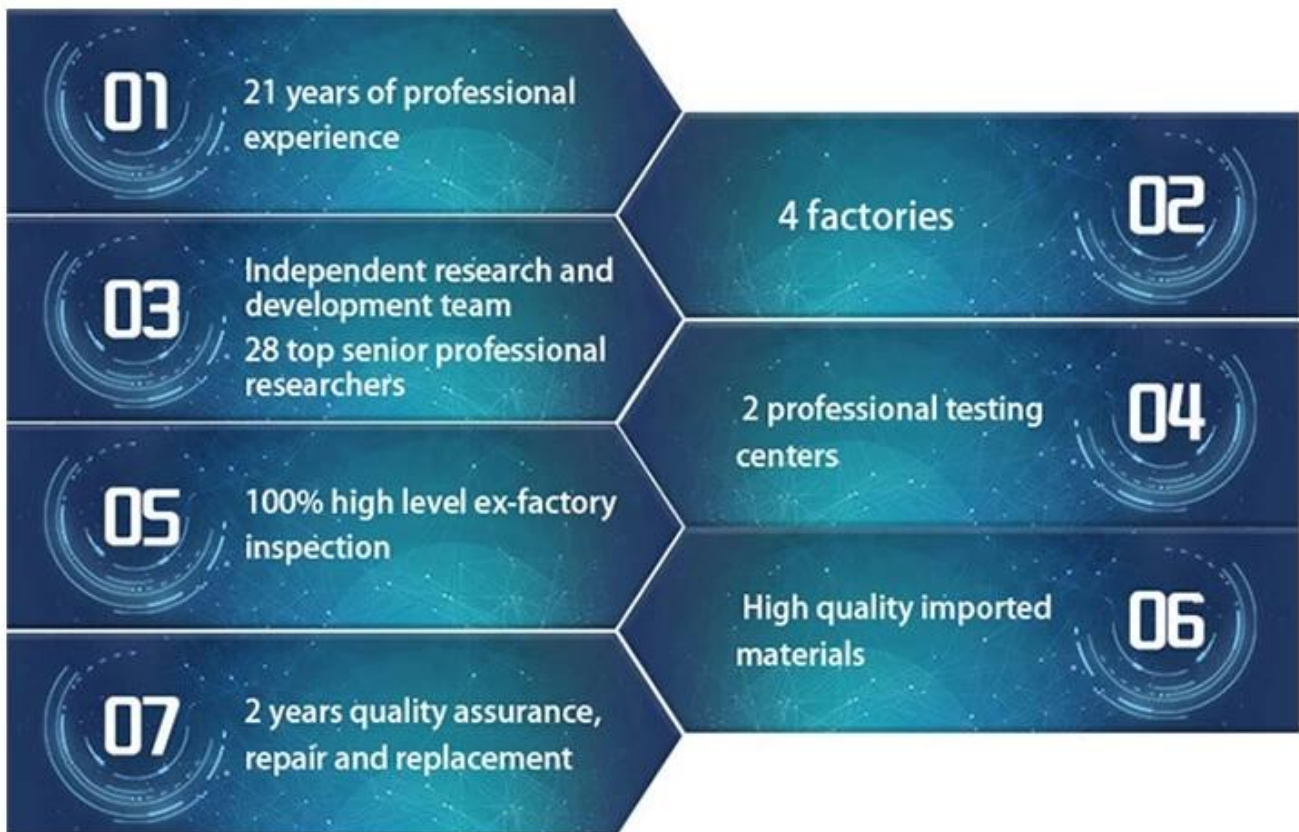 01
21 years of professional
experience
02
4 factories
03
Independent research and
development team
28 top senior professional
researchers
04
2 professional testing
centers
05
100% high level ex-factory
inspection
06
High quality imported
materials
07
2 years quality assurance,
repair and replacement